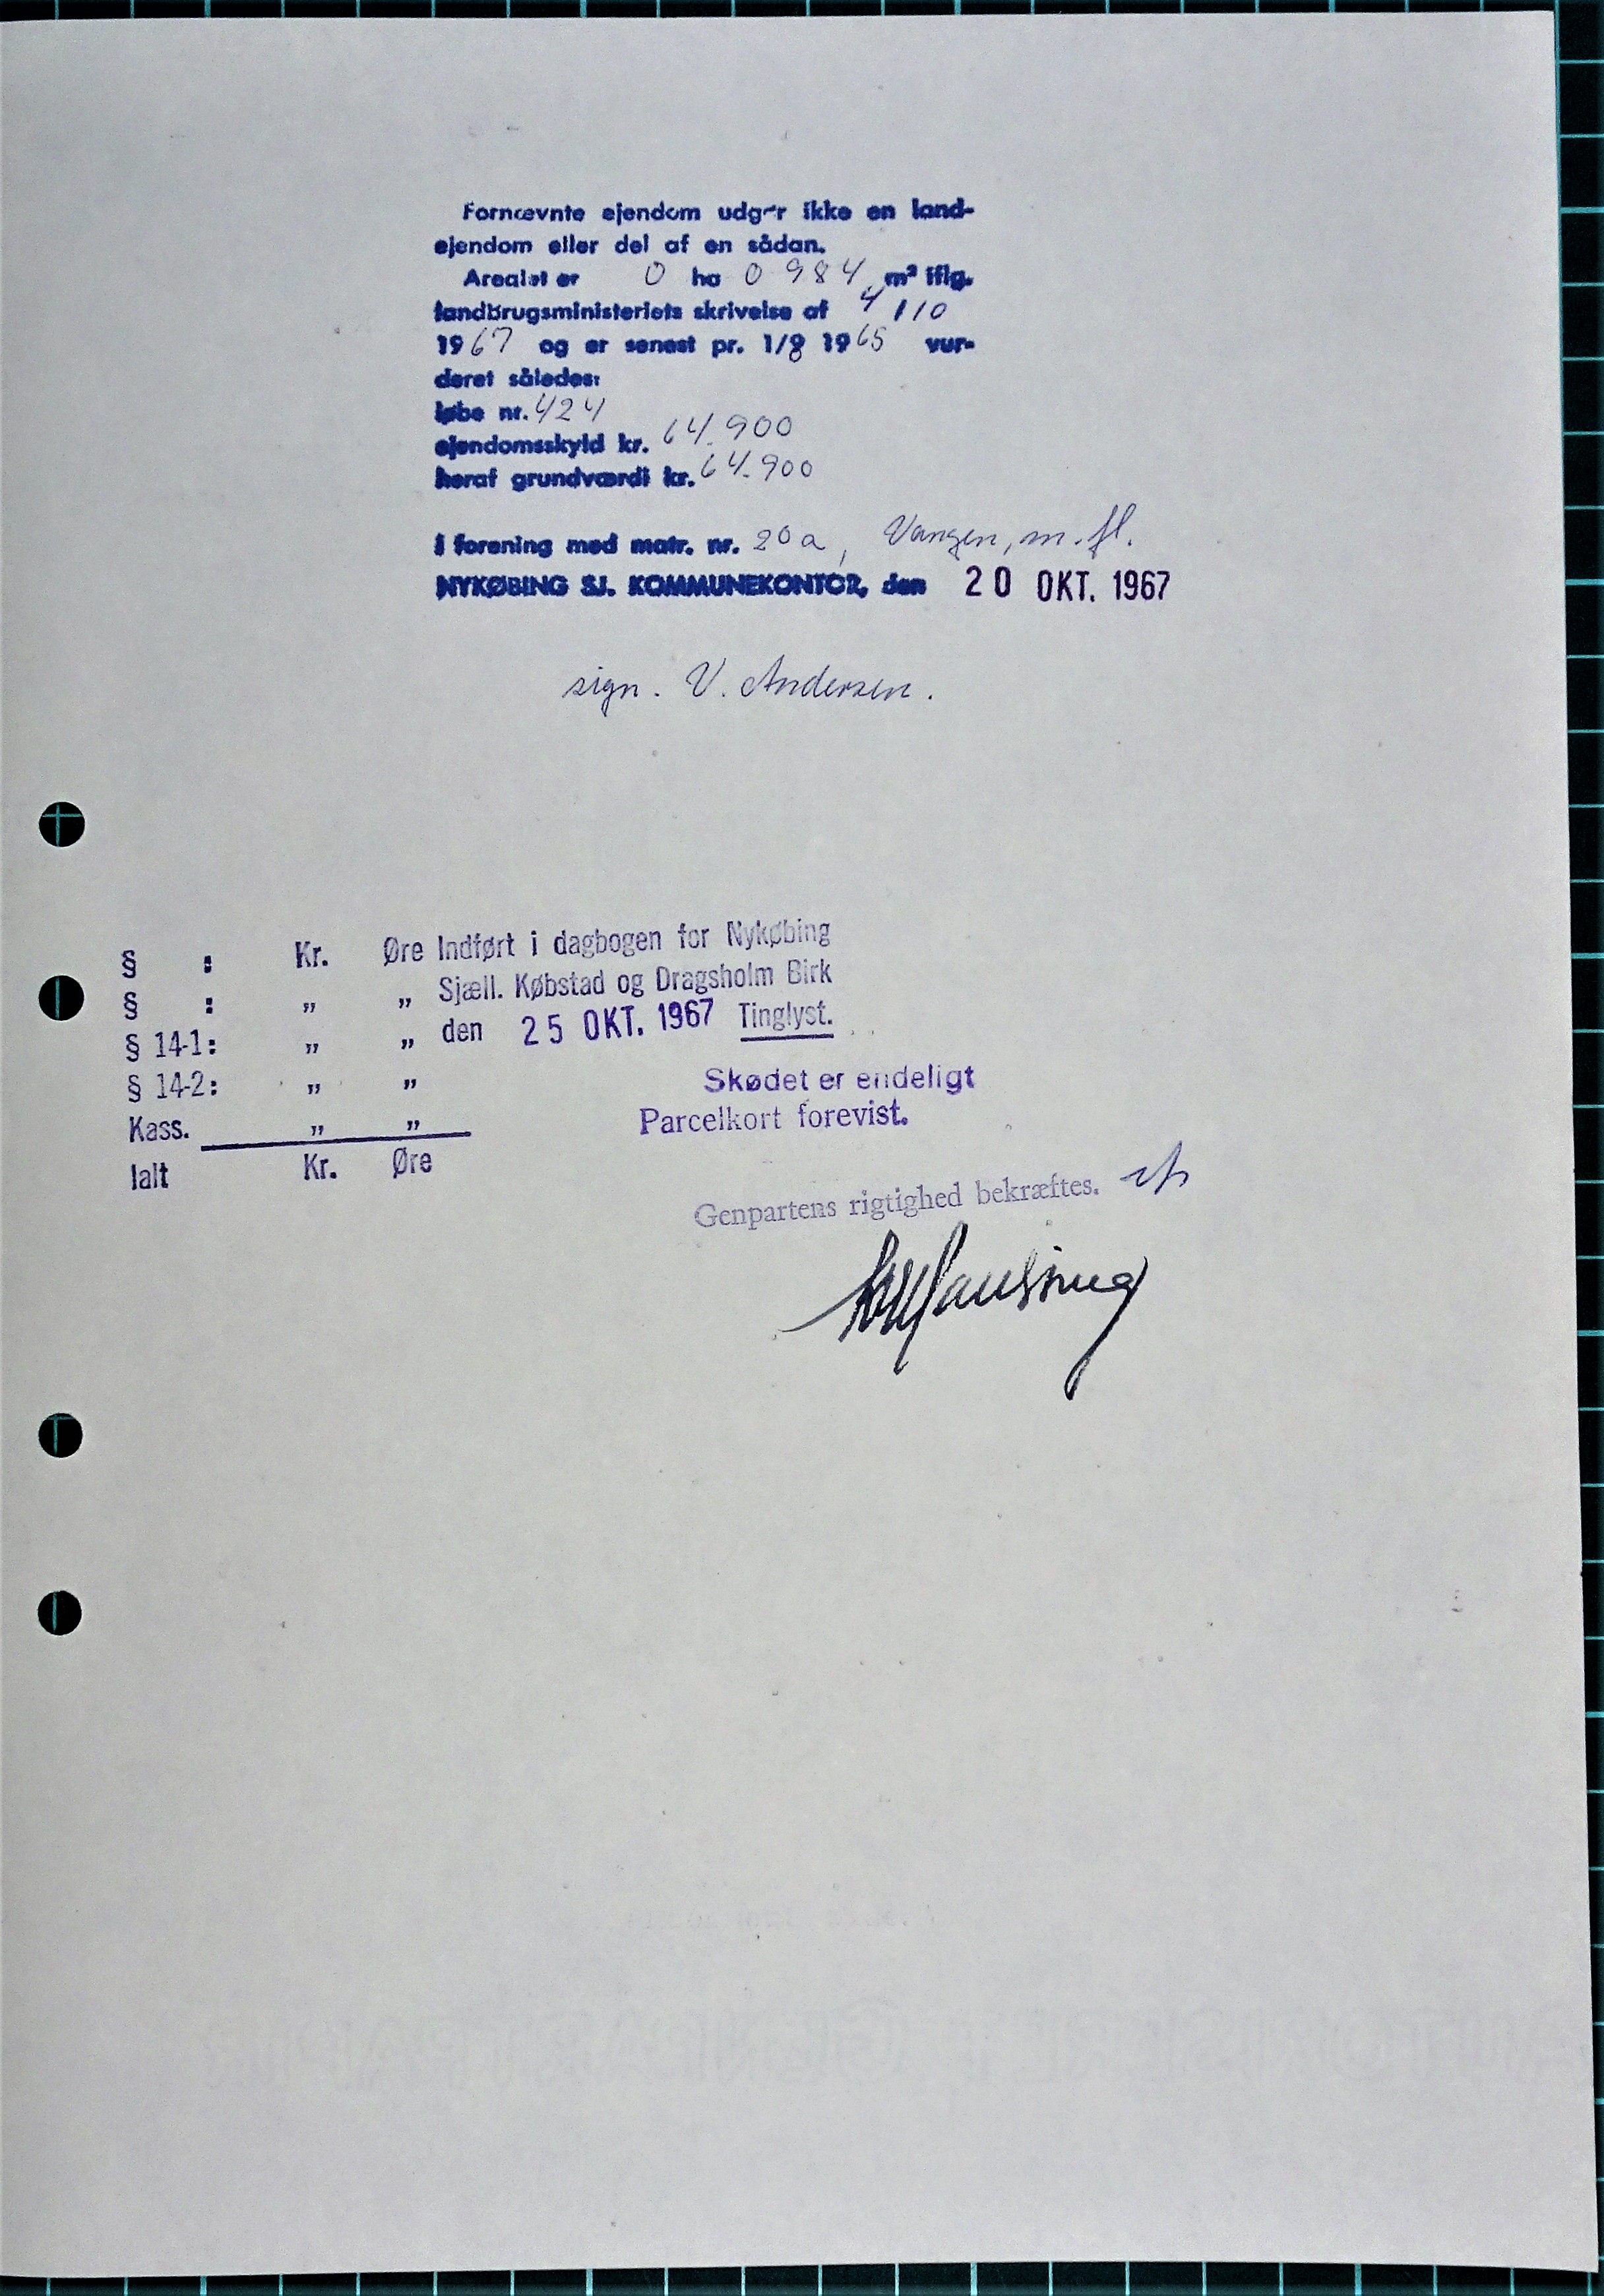 Fornævnte ejendom udgør ikke en land-
ejendom eller del af en sådan.
Arealet er 0 ha 0984 m² iflg.
landbrugsministeriets skrivelse af 4/10
1967 og er senest pr. 1/8 1965 vur-
deret således:
løbe nr. 424
ejendomsskyld kr. 64.900
heraf grundværdi kr. 64.900
i forening med matr. nr. 20a, Vangen, m.fl.
NYKØBING SJ. KOMMUNEKONTOR, den 20 OKT. 1967
sign. V. Andersen.
§ : Kr. Øre Indført i dagbogen for Nykøbing
§ : „ „ Sjæll. Købstad og Dragsholm Birk
§ 14-1: „ „ den 25 OKT. 1967 Tinglyst.
§ 14-2: „ „
Skødet er endeligt
Kass. „ „ Parcelkort forevist.
Ialt Kr. Øre
Genpartens rigtighed bekræftes.